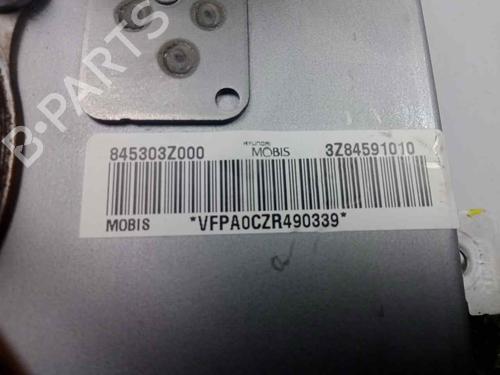 B-PARTS
845303Z000
HYUNDAI
MOBIS
3Z84591010
MOBIS
*VFPA0CZR490339*